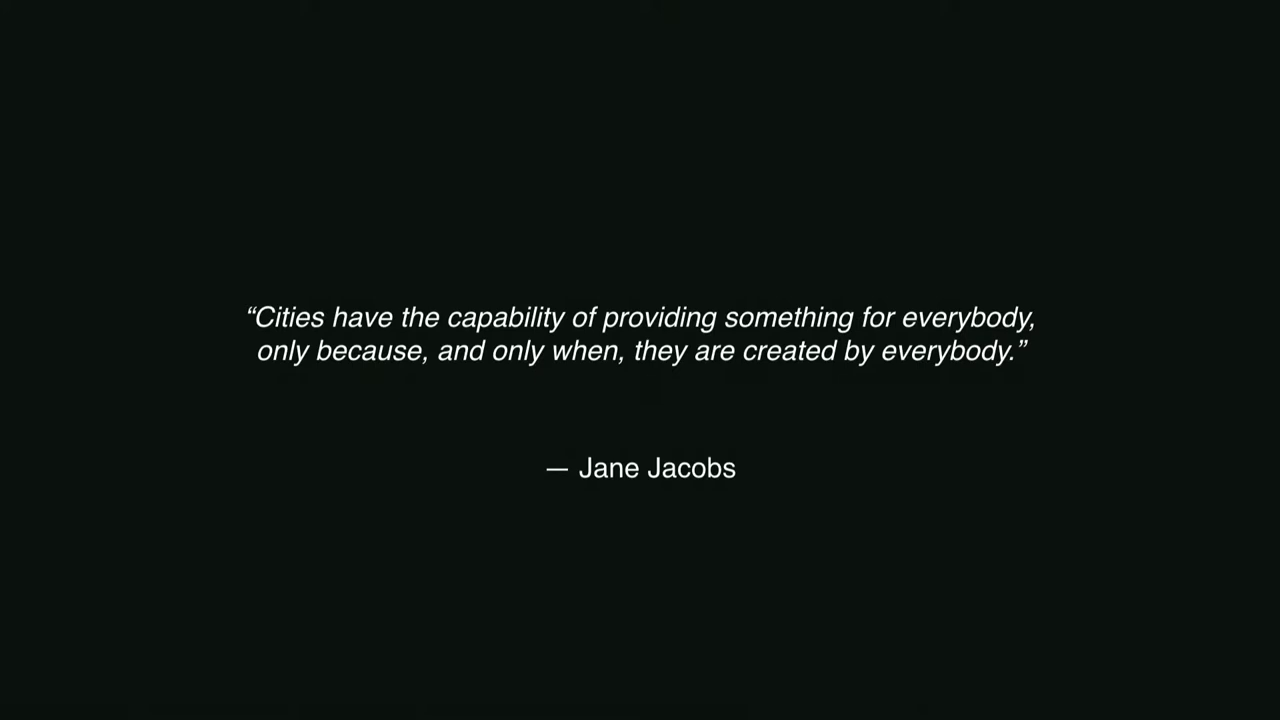 “Cities have the capability of providing something for everybody,
only because, and only when, they are created by everybody.”
— Jane Jacobs